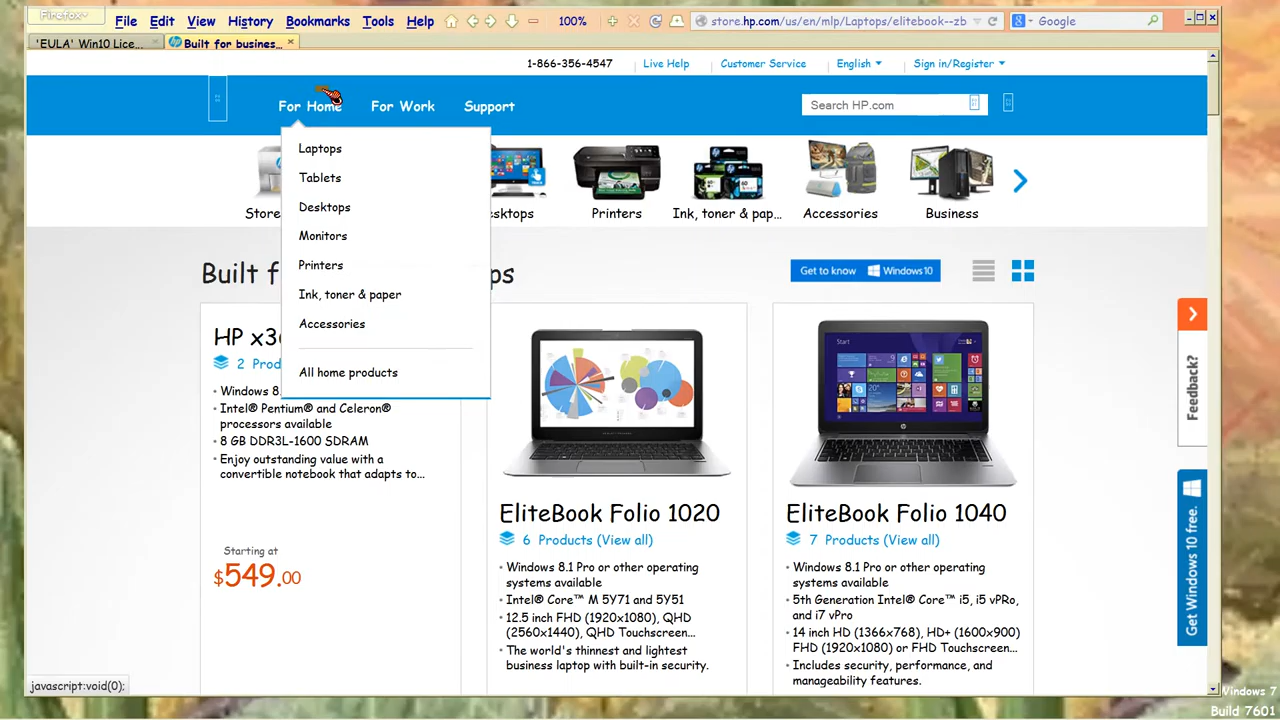 Firefox
File Edit View History Bookmarks Tools Help 100% store.hp.com/us/en/mlp/Laptops/elitebook--zb Google
'EULA' Win10 Lice... Built for busines...
1-866-356-4547 Live Help Customer Service English Sign in/Register
For Home For Work Support Search HP.com
Laptops
Tablets
Desktops
Monitors
Printers
Ink, toner & paper
Accessories
All home products
Store Printers Ink, toner & pap... Accessories Business
Built f ps
Get to know Windows10
HP x3
2 Prod
Windows 8.
Intel® Pentium® and Celeron®
processors available
8 GB DDR3L-1600 SDRAM
Enjoy outstanding value with a
convertible notebook that adapts to...
Starting at
$549.00
EliteBook Folio 1020
6 Products (View all)
Windows 8.1 Pro or other operating
systems available
Intel® Core™ M 5Y71 and 5Y51
12.5 inch FHD (1920x1080), QHD
(2560x1440), QHD Touchscreen...
The world's thinnest and lightest
business laptop with built-in security.
Start
EliteBook Folio 1040
7 Products (View all)
Windows 8.1 Pro or other operating
systems available
5th Generation Intel® Core™ i5, i5 vPRo,
and i7 vPro
14 inch HD (1366x768), HD+ (1600x900)
FHD (1920x1080) or FHD Touchscreen...
Includes security, performance, and
manageability features.
Feedback?
Get Windows 10 free.
javascript:void(0);
Windows 7
Build 7601